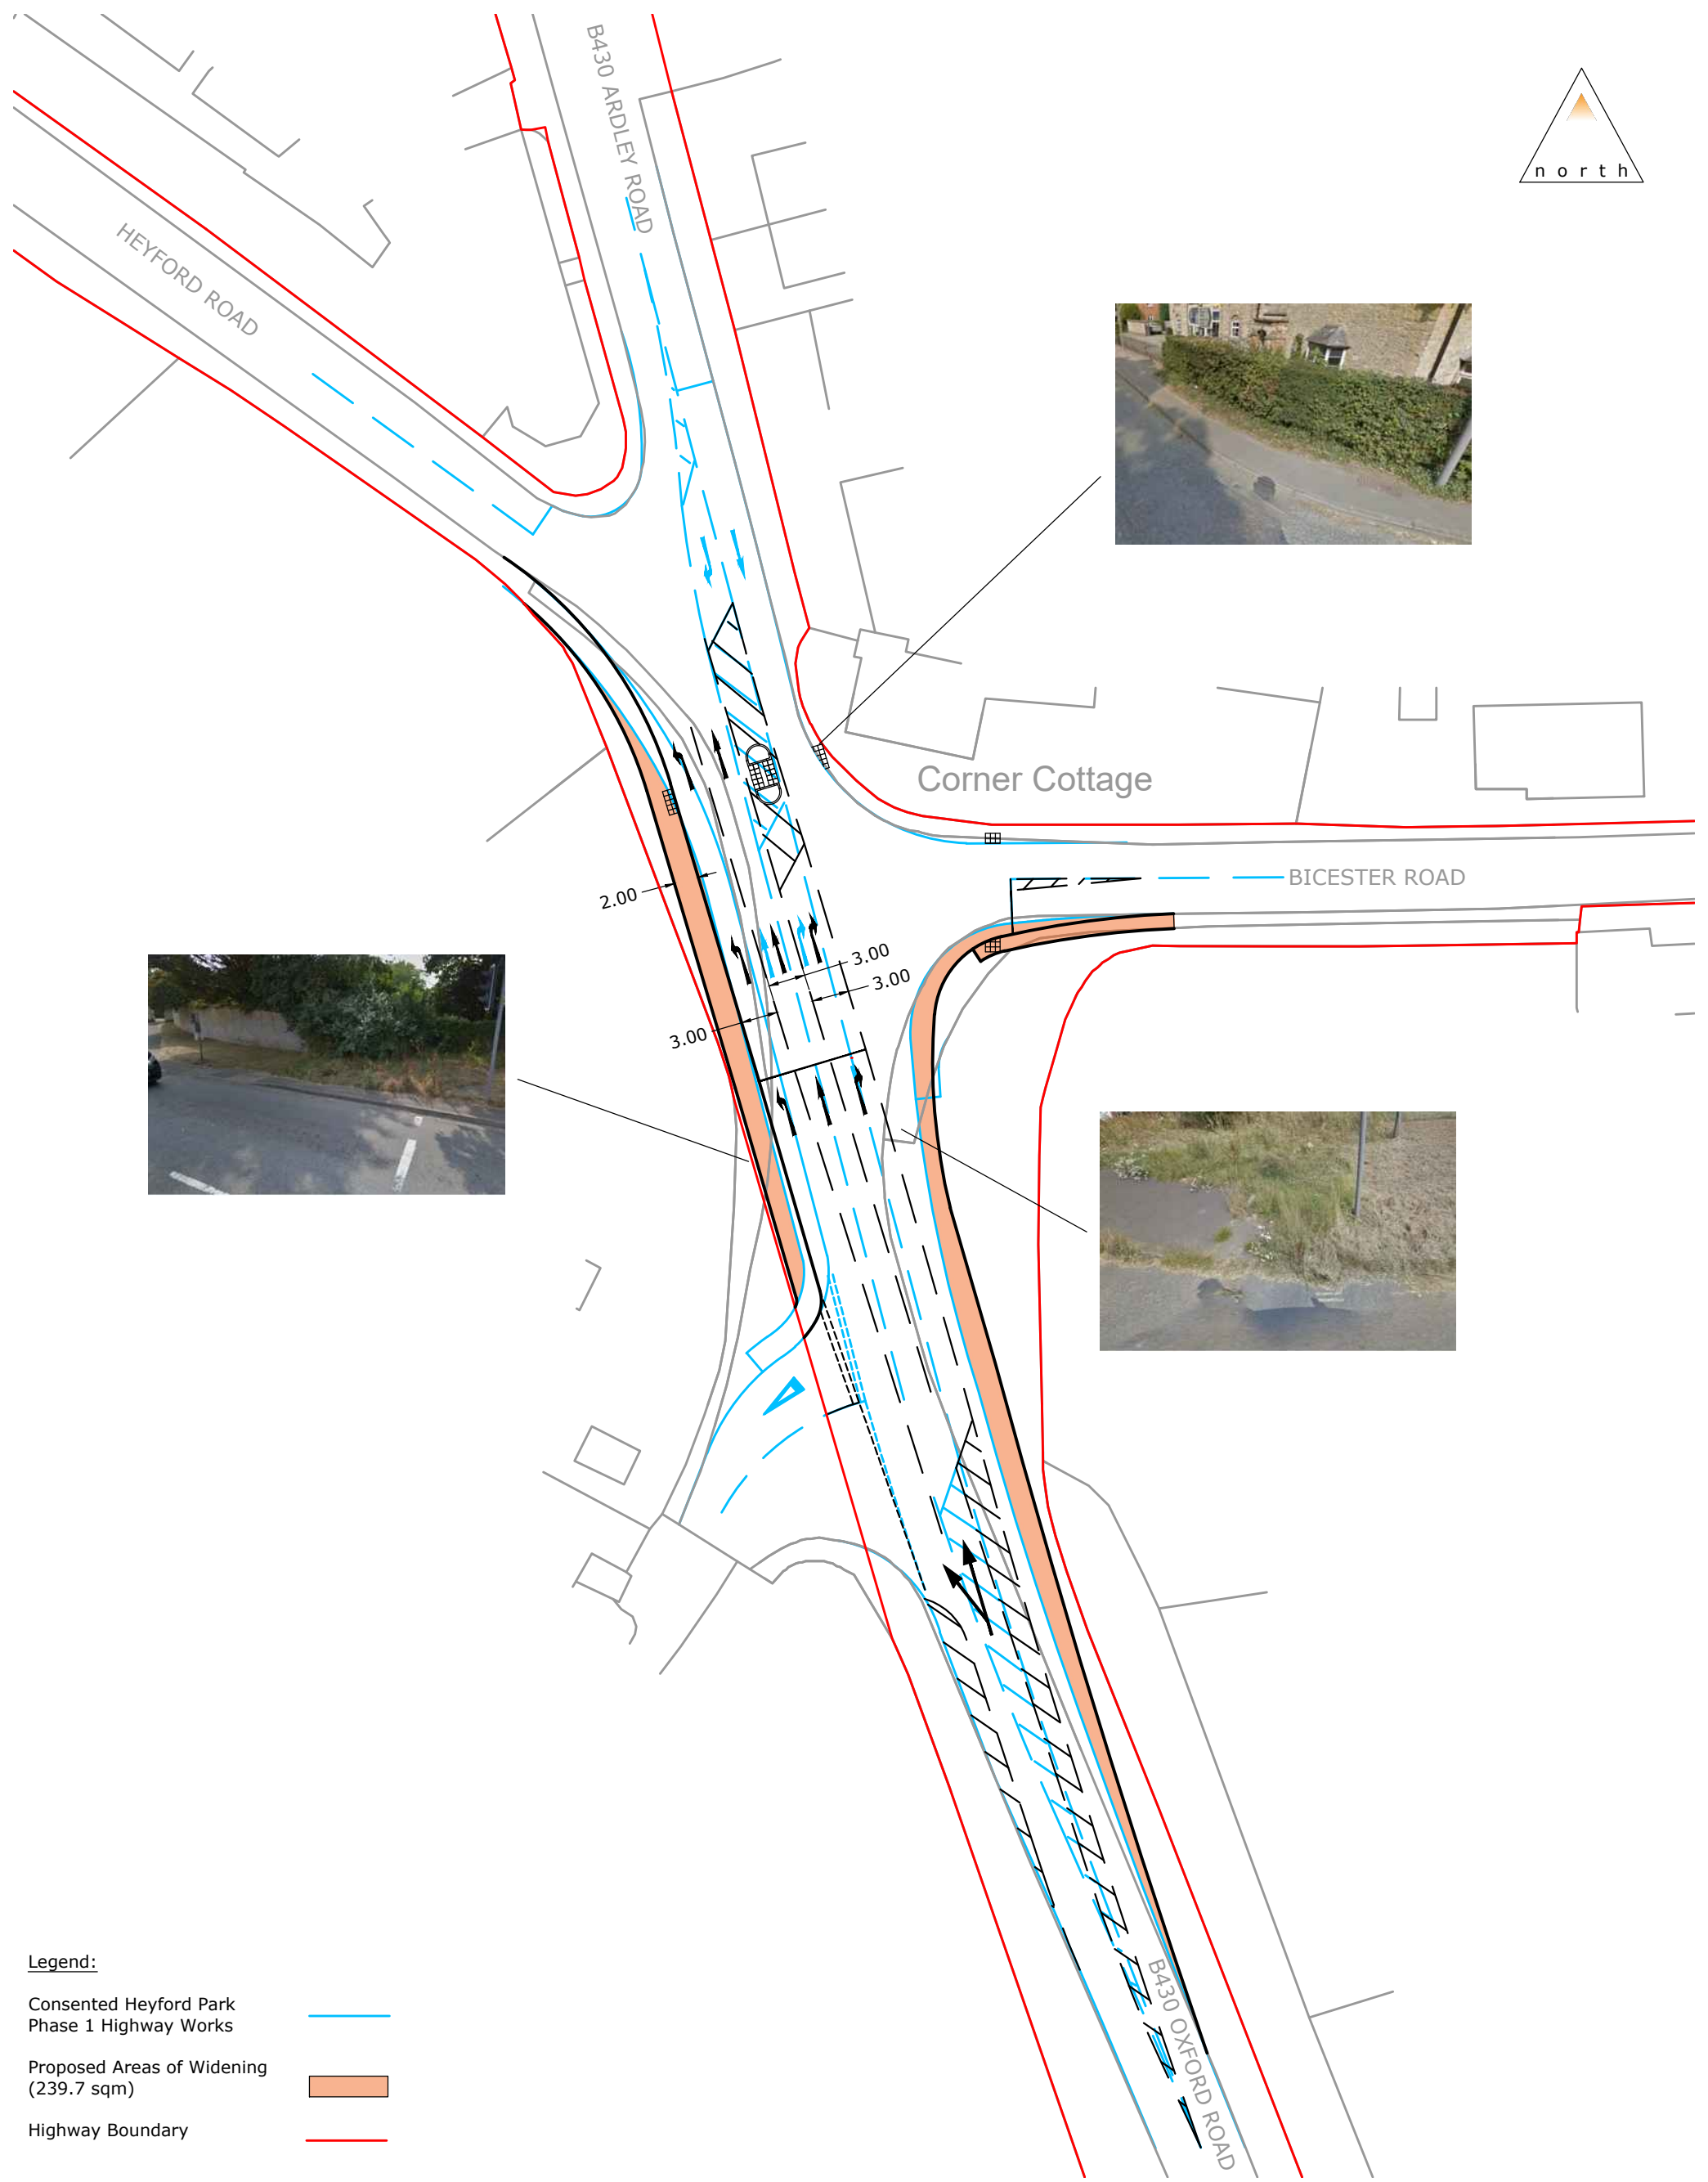 B430 ARDLEY ROAD
north
HEYFORD ROAD
Corner Cottage
BICESTER ROAD
2.00
3.00
3.00
3.00
B430 OXFORD ROAD
Legend:
Consented Heyford Park
Phase 1 Highway Works
Proposed Areas of Widening
(239.7 sqm)
Highway Boundary